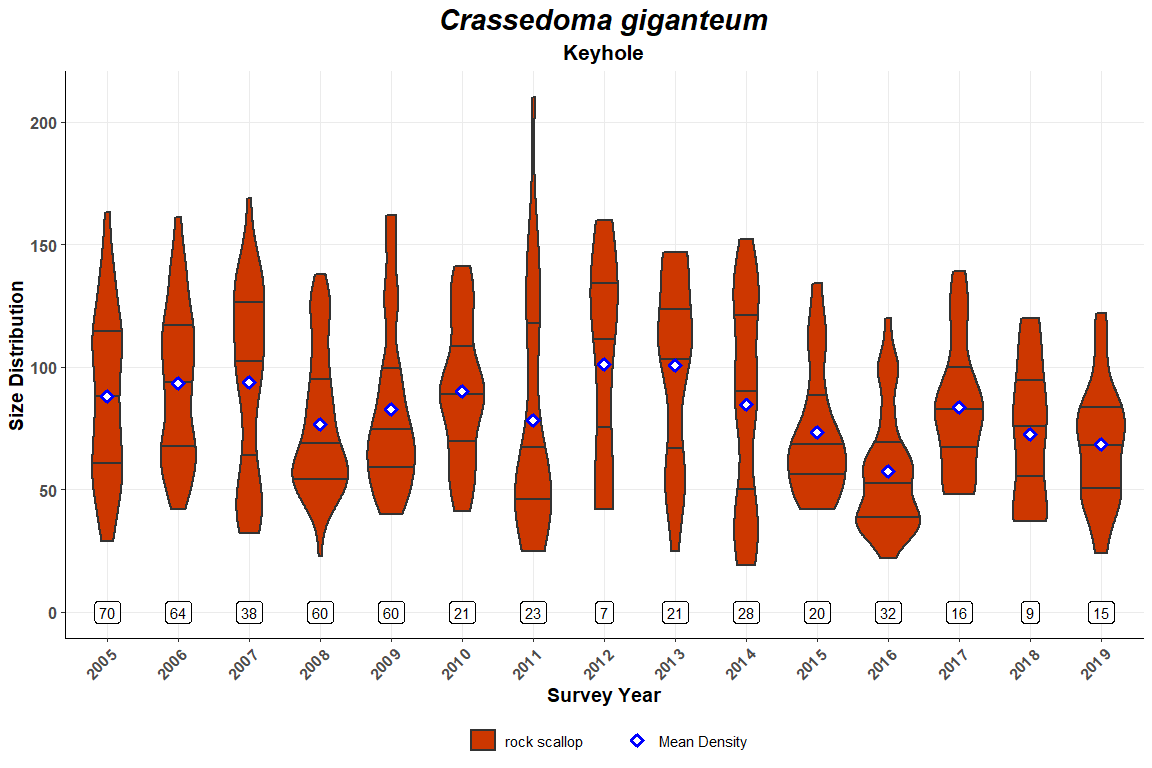 Crassedoma giganteum
Keyhole
Size Distribution
200
150
100
50
0
70 64 38 60 60 21 23 7 21 28 20 32 16 9 15
2005 2006 2007 2008 2009 2010 2011 2012 2013 2014 2015 2016 2017 2018 2019
Survey Year
rock scallop Mean Density